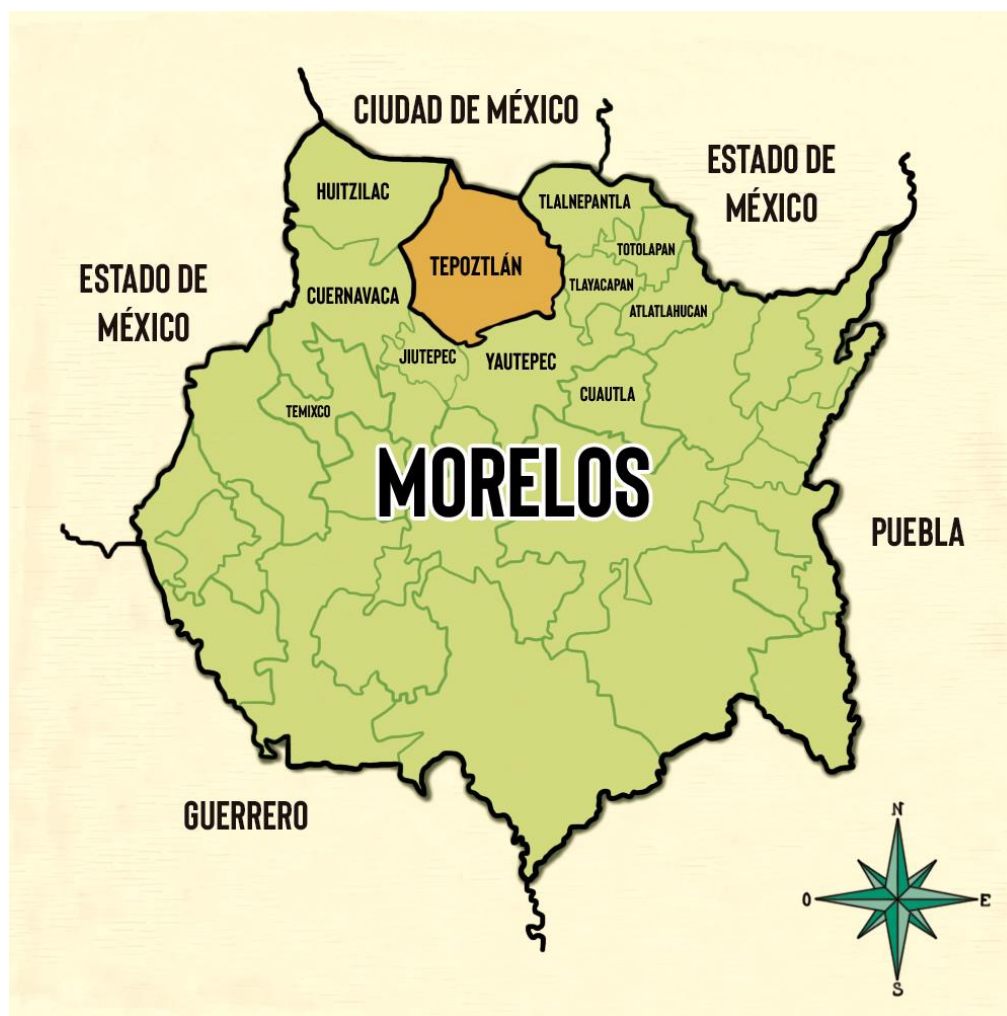 CIUDAD DE MÉXICO
ESTADO DE
MÉXICO
HUITZILAC
TLALNEPANTLA
TOTOLAPAN
TEPOZTLÁN
ESTADO DE
MÉXICO
TLAYACAPAN
CUERNAVACA
ATLATLAHUCAN
JIUTEPEC
YAUTEPEC
CUAUTLA
TEMIXCO
MORELOS
PUEBLA
GUERRERO
N
O
E
S